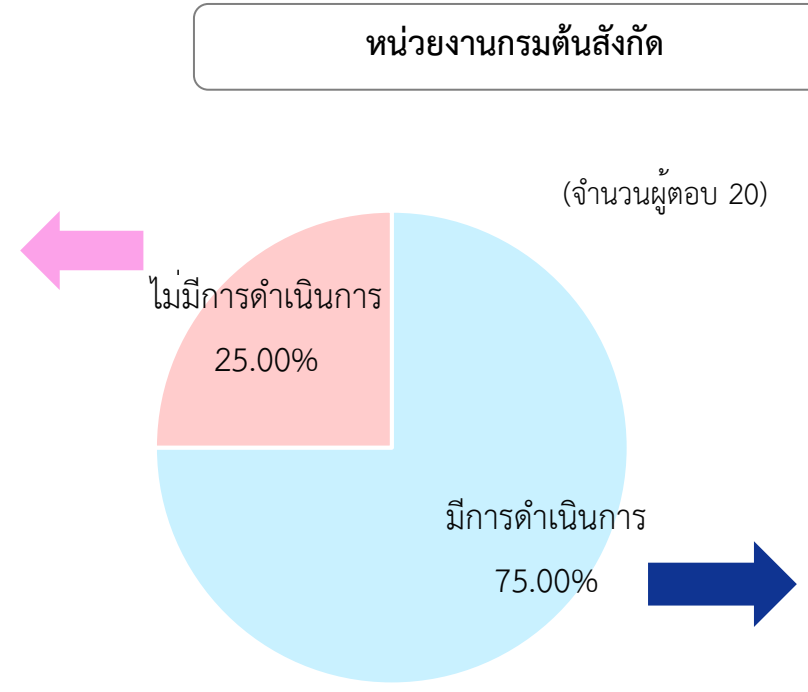 หน่วยงานกรมต้นสังกัด
(จำนวนผู้ตอบ 20)
ไม่มีการดำเนินการ
25.00%
มีการดำเนินการ
75.00%